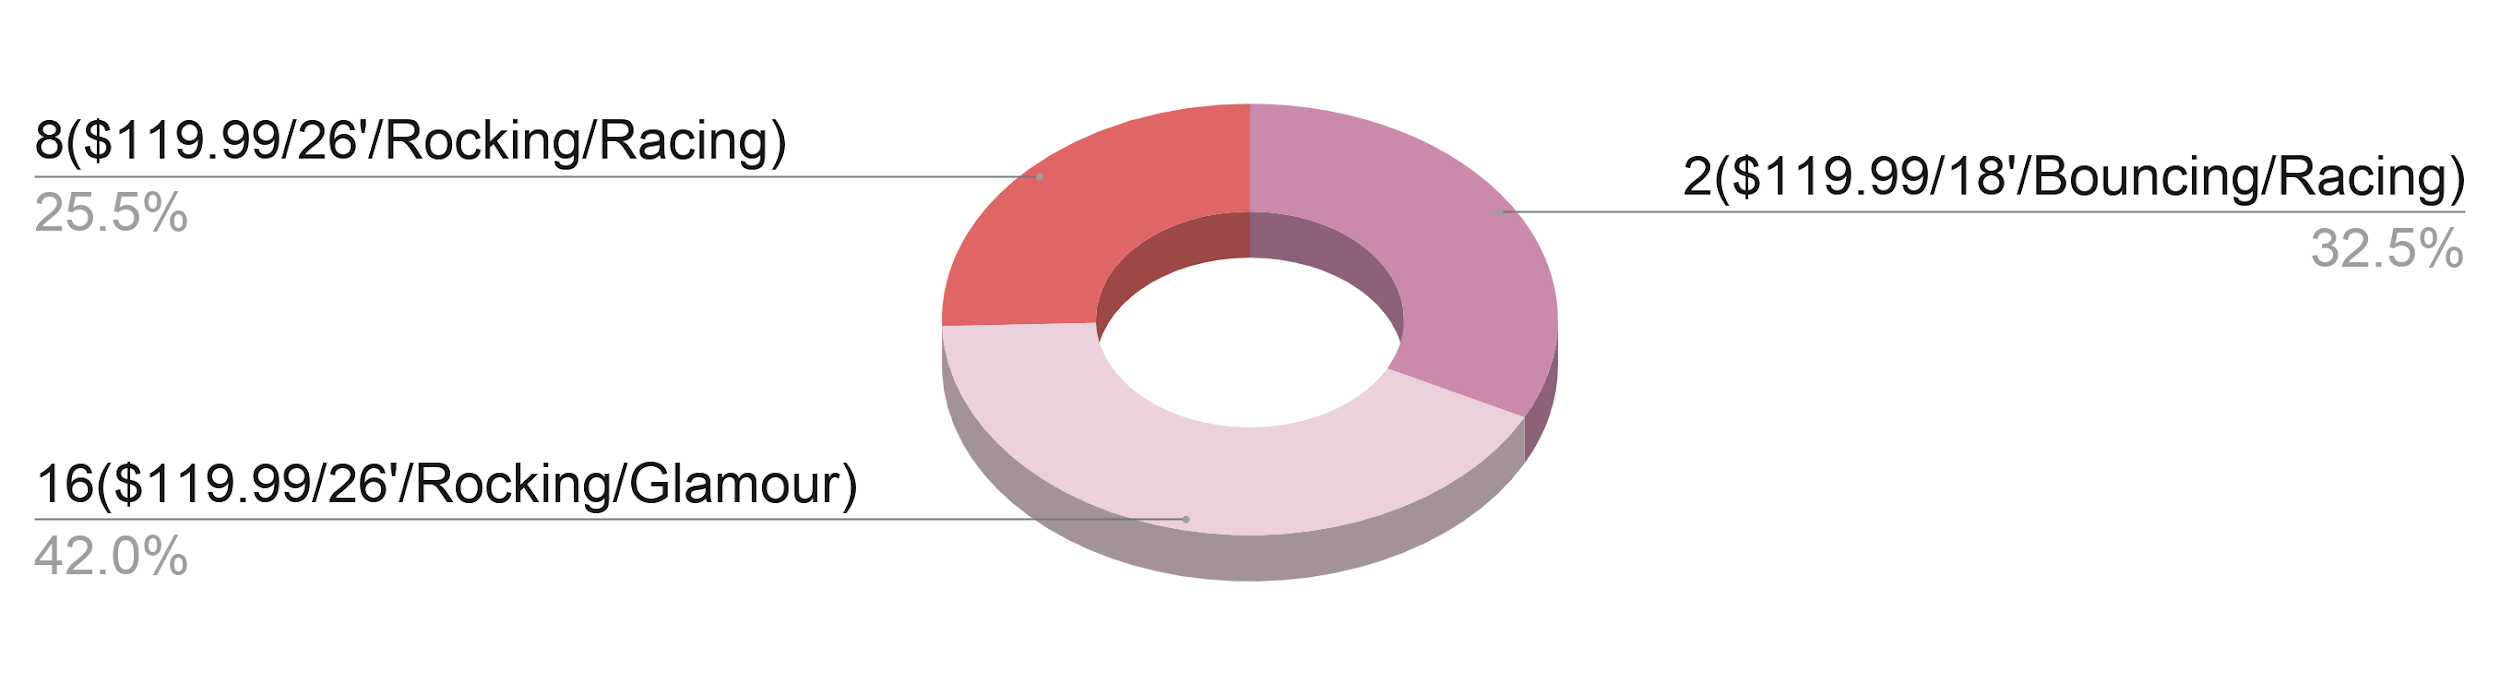 8($119.99/26'/Rocking/Racing)
25.5%
2($119.99/18'/Bouncing/Racing)
32.5%
16($119.99/26'/Rocking/Glamour)
42.0%